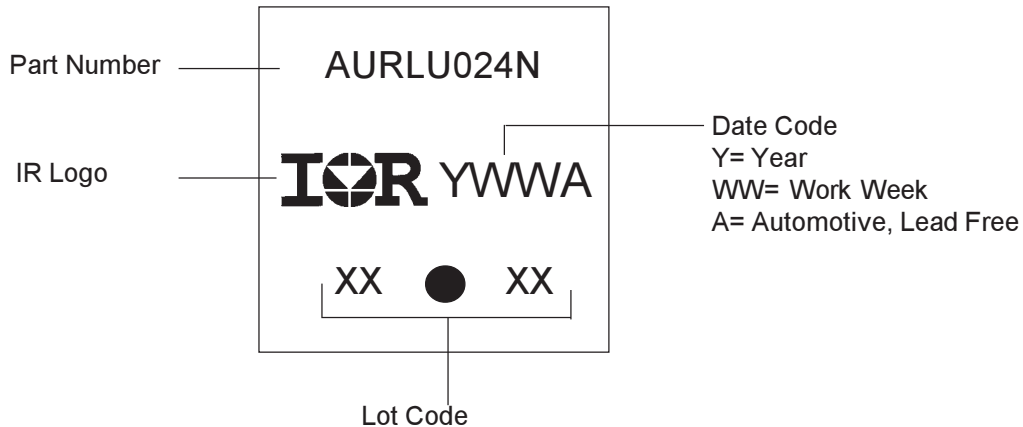 Part Number
AURLU024N
IR Logo
IOR YWWA
Date Code
Y= Year
WW= Work Week
A= Automotive, Lead Free
XX XX
Lot Code